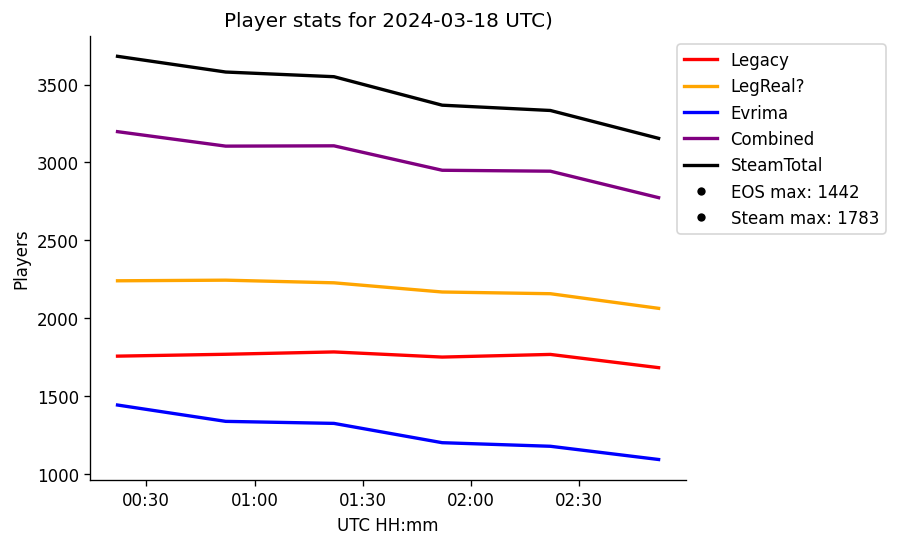 Player stats for 2024-03-18 UTC)
Legacy
LegReal?
Evrima
Combined
SteamTotal
EOS max: 1442
Steam max: 1783
Players
3500
3000
2500
2000
1500
1000
00:30 01:00 01:30 02:00 02:30
UTC HH:mm